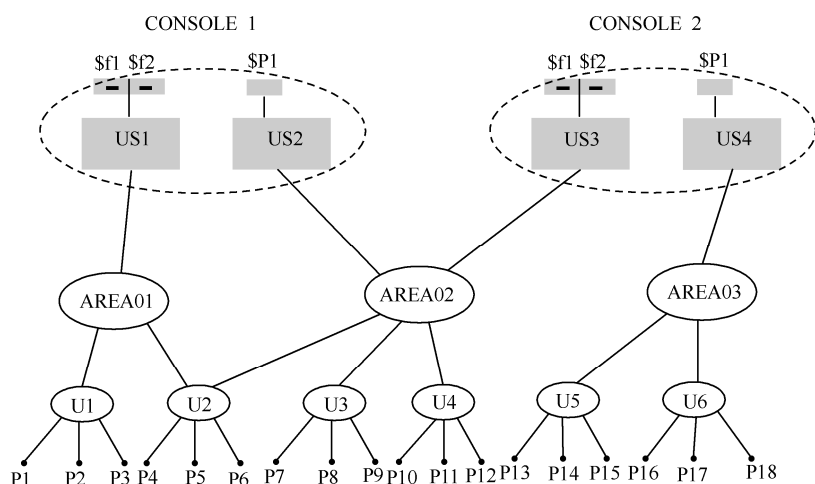 CONSOLE 1 CONSOLE 2
$f1 $f2 $P1 $f1 $f2 $P1
US1 US2 US3 US4
AREA01 AREA02 AREA03
U1 U2 U3 U4 U5 U6
P1 P2 P3 P4 P5 P6 P7 P8 P9 P10 P11 P12 P13 P14 P15 P16 P17 P18